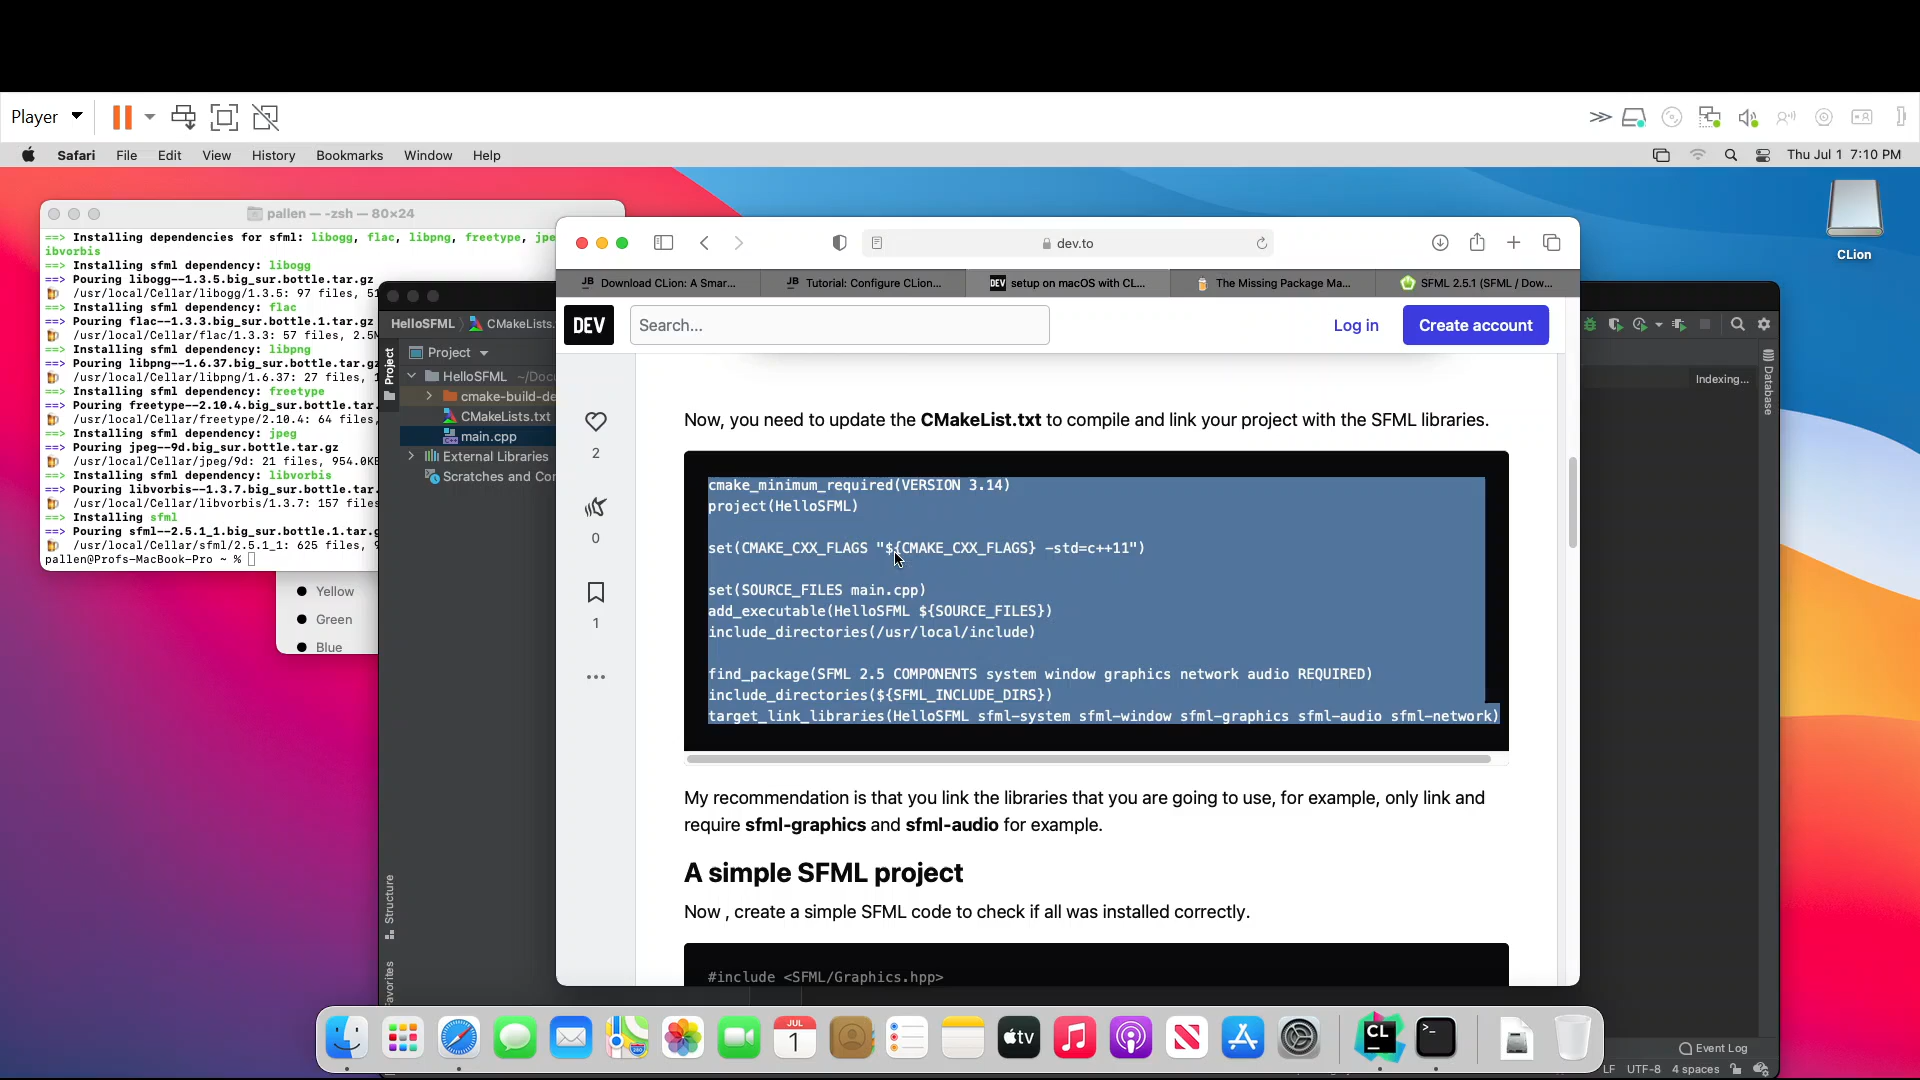 Player
Safari File Edit View History Bookmarks Window Help
Thu Jul 1 7:10 PM
pallen — -zsh — 80×24
==> Installing dependencies for sfml: libogg, flac, libpng, freetype, jpe
ibvorbis
==> Installing sfml dependency: libogg
==> Pouring libogg--1.3.5.big_sur.bottle.tar.gz
/usr/local/Cellar/libogg/1.3.5: 97 files, 51
==> Installing sfml dependency: flac
==> Pouring flac--1.3.3.big_sur.bottle.1.tar.gz
/usr/local/Cellar/flac/1.3.3: 57 files, 2.5M
==> Installing sfml dependency: libpng
==> Pouring libpng--1.6.37.big_sur.bottle.tar.gz
/usr/local/Cellar/libpng/1.6.37: 27 files, 1
==> Installing sfml dependency: freetype
==> Pouring freetype--2.10.4.big_sur.bottle.tar.
/usr/local/Cellar/freetype/2.10.4: 64 files,
==> Installing sfml dependency: jpeg
==> Pouring jpeg--9d.big_sur.bottle.tar.gz
/usr/local/Cellar/jpeg/9d: 21 files, 954.0KB
==> Installing sfml dependency: libvorbis
==> Pouring libvorbis--1.3.7.big_sur.bottle.tar.
/usr/local/Cellar/libvorbis/1.3.7: 157 files
==> Installing sfml
==> Pouring sfml--2.5.1_1.big_sur.bottle.1.tar.g
/usr/local/Cellar/sfml/2.5.1_1: 625 files, 9
pallen@Profs-MacBook-Pro ~ %
Yellow
Green
Blue
HelloSFML CMakeLists.
Project
Project
HelloSFML ~/Docu
cmake-build-de
CMakeLists.txt
main.cpp
External Libraries
Scratches and Con
Structure
Favorites
dev.to
JB Download CLion: A Smar...
JB Tutorial: Configure CLion...
DEV setup on macOS with CL...
The Missing Package Ma...
SFML 2.5.1 (SFML / Dow...
DEV
Search...
Log in
Create account
2
0
1
Now, you need to update the CMakeList.txt to compile and link your project with the SFML libraries.
cmake_minimum_required(VERSION 3.14)
project(HelloSFML)
set(CMAKE_CXX_FLAGS "${CMAKE_CXX_FLAGS} -std=c++11")
set(SOURCE_FILES main.cpp)
add_executable(HelloSFML ${SOURCE_FILES})
include_directories(/usr/local/include)
find_package(SFML 2.5 COMPONENTS system window graphics network audio REQUIRED)
include_directories(${SFML_INCLUDE_DIRS})
target_link_libraries(HelloSFML sfml-system sfml-window sfml-graphics sfml-audio sfml-network)
My recommendation is that you link the libraries that you are going to use, for example, only link and
require sfml-graphics and sfml-audio for example.
A simple SFML project
Now , create a simple SFML code to check if all was installed correctly.
#include <SFML/Graphics.hpp>
CLion
Indexing...
Database
Event Log
LF UTF-8 4 spaces
JUL
1
tv
CL